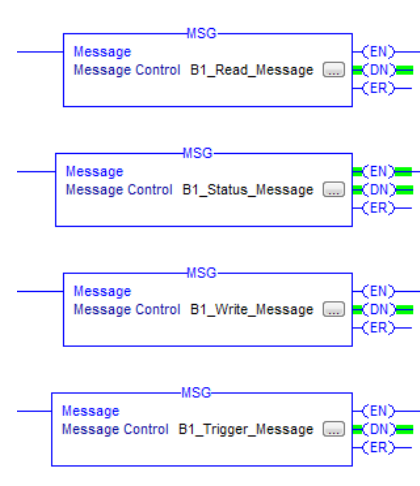 MSG
Message
Message Control B1_Read_Message ...
EN
DN
ER
MSG
Message
Message Control B1_Status_Message ...
EN
DN
ER
MSG
Message
Message Control B1_Write_Message ...
EN
DN
ER
MSG
Message
Message Control B1_Trigger_Message ...
EN
DN
ER